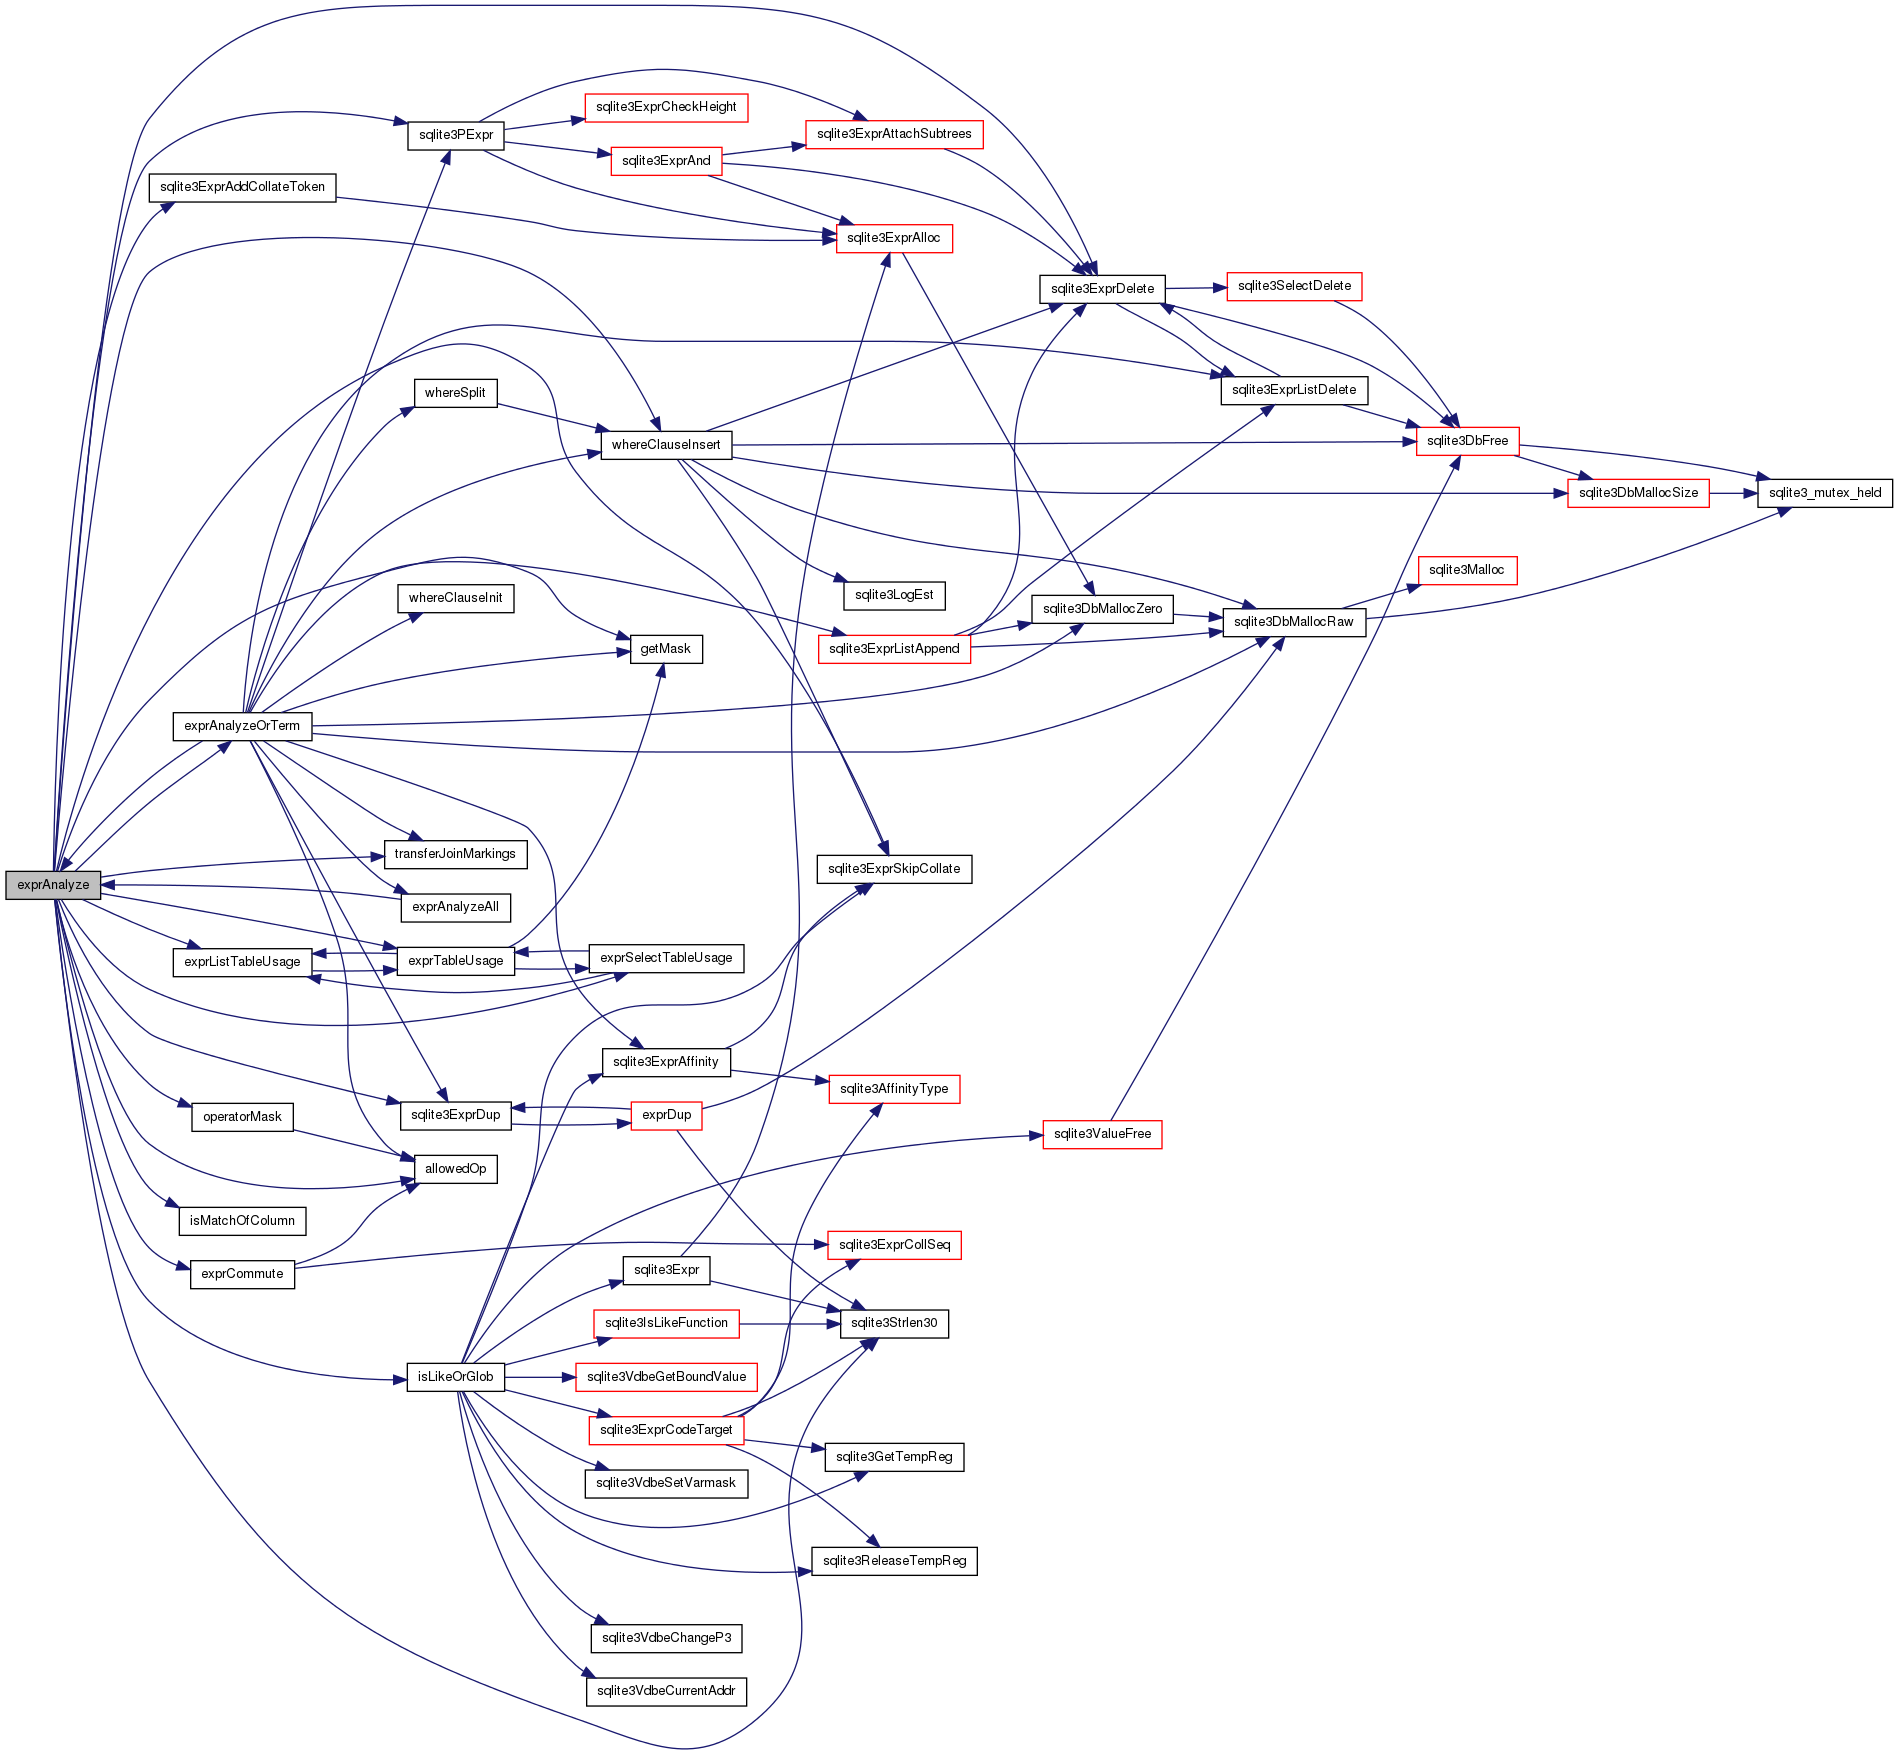 sqlite3ExprCheckHeight
sqlite3PExpr
sqlite3ExprAttachSubtrees
sqlite3ExprAnd
sqlite3ExprAddCollateToken
sqlite3ExprAlloc
sqlite3ExprDelete
sqlite3SelectDelete
whereSplit
sqlite3ExprListDelete
whereClauseInsert
sqlite3DbFree
sqlite3DbMallocSize
sqlite3_mutex_held
sqlite3Malloc
whereClauseInit
sqlite3LogEst
sqlite3DbMallocZero
sqlite3DbMallocRaw
getMask
sqlite3ExprListAppend
exprAnalyzeOrTerm
transferJoinMarkings
sqlite3ExprSkipCollate
exprAnalyze
exprAnalyzeAll
exprListTableUsage
exprTableUsage
exprSelectTableUsage
sqlite3ExprAffinity
sqlite3AffinityType
operatorMask
sqlite3ExprDup
exprDup
sqlite3ValueFree
allowedOp
isMatchOfColumn
sqlite3ExprCollSeq
exprCommute
sqlite3Expr
sqlite3IsLikeFunction
sqlite3Strlen30
isLikeOrGlob
sqlite3VdbeGetBoundValue
sqlite3ExprCodeTarget
sqlite3GetTempReg
sqlite3VdbeSetVarmask
sqlite3ReleaseTempReg
sqlite3VdbeChangeP3
sqlite3VdbeCurrentAddr